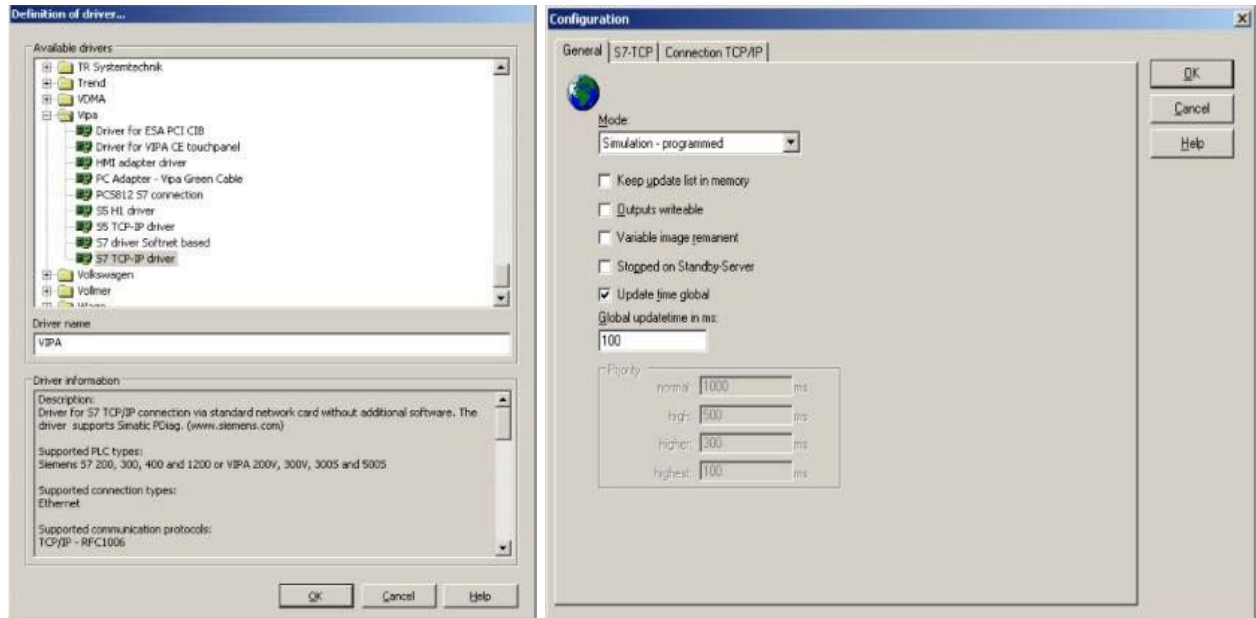 Definition of driver...
Available drivers
TR Systemtechnik
Trend
VDMA
Vipa
Driver for ESA PCI CIB
Driver for VIPA CE touchpanel
HMI adapter driver
PC Adapter - Vipa Green Cable
PC5812 S7 connection
S5 H1 driver
S5 TCP-IP driver
S7 driver Softnet based
S7 TCP-IP driver
Volkswagen
Vollmer
Driver name
VIPA
Driver information
Description:
Driver for S7 TCP/IP connection via standard network card without additional software. The
driver supports Simatic PDiag. (www.siemens.com)
Supported PLC types:
Siemens S7 200, 300, 400 and 1200 or VIPA 200V, 300V, 300S and 500S
Supported connection types:
Ethernet
Supported communication protocols:
TCP/IP - RFC1006
OK Cancel Help
Configuration
General S7-TCP Connection TCP/IP
OK
Cancel
Help
Mode:
Simulation - programmed
Keep update list in memory
Outputs writeable
Variable image remanent
Stopped on Standby-Server
Update time global
Global updatetime in ms:
100
Priority
normal: 1000 ms
high: 500 ms
higher: 300 ms
highest: 100 ms